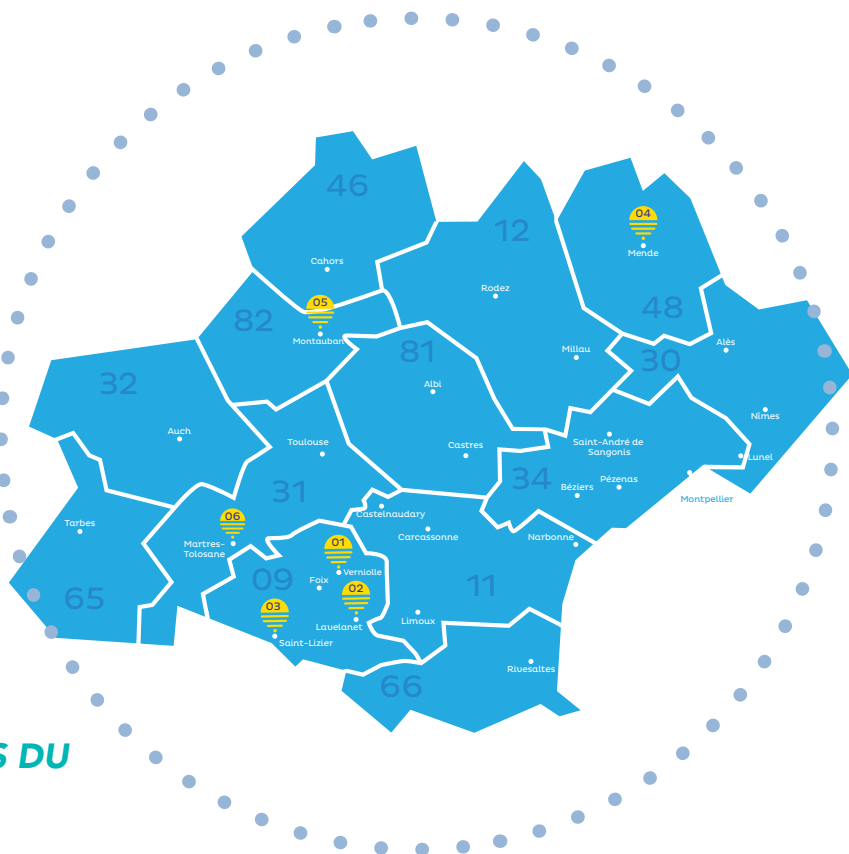 46
12
04
Mende
Cahors
Rodez
48
05
Montauban
82
81
Millau
30
Alès
32
Albi
Nîmes
Auch
Toulouse
Castres
Saint-André de
Sangonis
Lunel
31
34
Béziers
Pézenas
Montpellier
Castelnaudary
06
Martres-
Tolosane
Tarbes
Carcassonne
Narbonne
01
Verniolle
09
Foix
02
Lavelanet
11
65
03
Saint-Lizier
Limoux
Rivesaltes
66
S DU